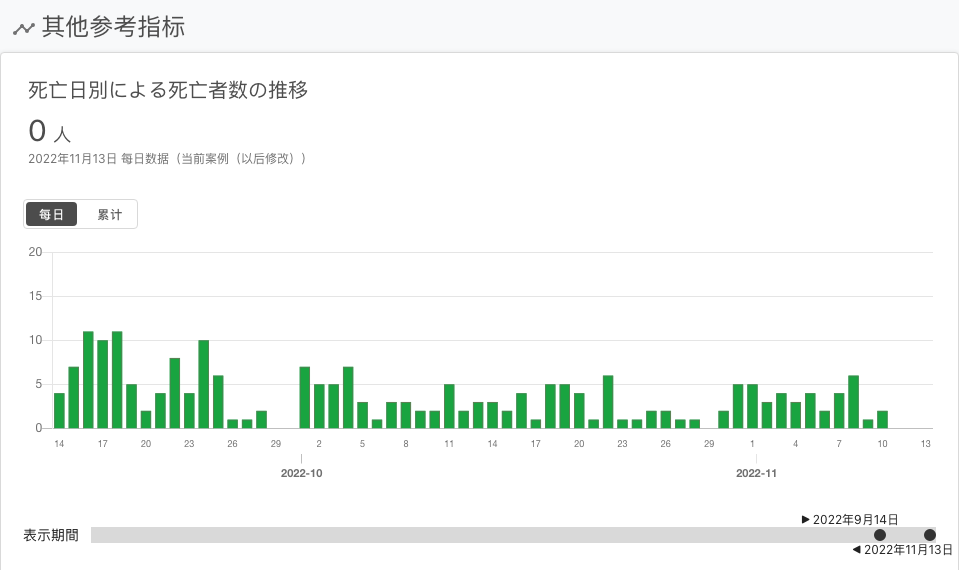 其他参考指标
死亡日別による死亡者数の推移
0 人
2022年11月13日 每日数据（当前案例（以后修改））
每日 累计
20
15
10
5
0
14 17 20 23 26 29 2 5 8 11 14 17 20 23 26 29 1 4 7 10 13
2022-10 2022-11
2022年9月14日
表示期間
2022年11月13日